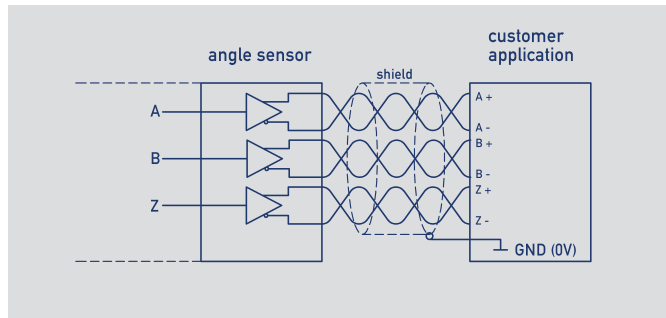 customer
application
angle sensor
shield
A
A +
A -
B
B +
B -
Z
Z +
Z -
GND (0V)